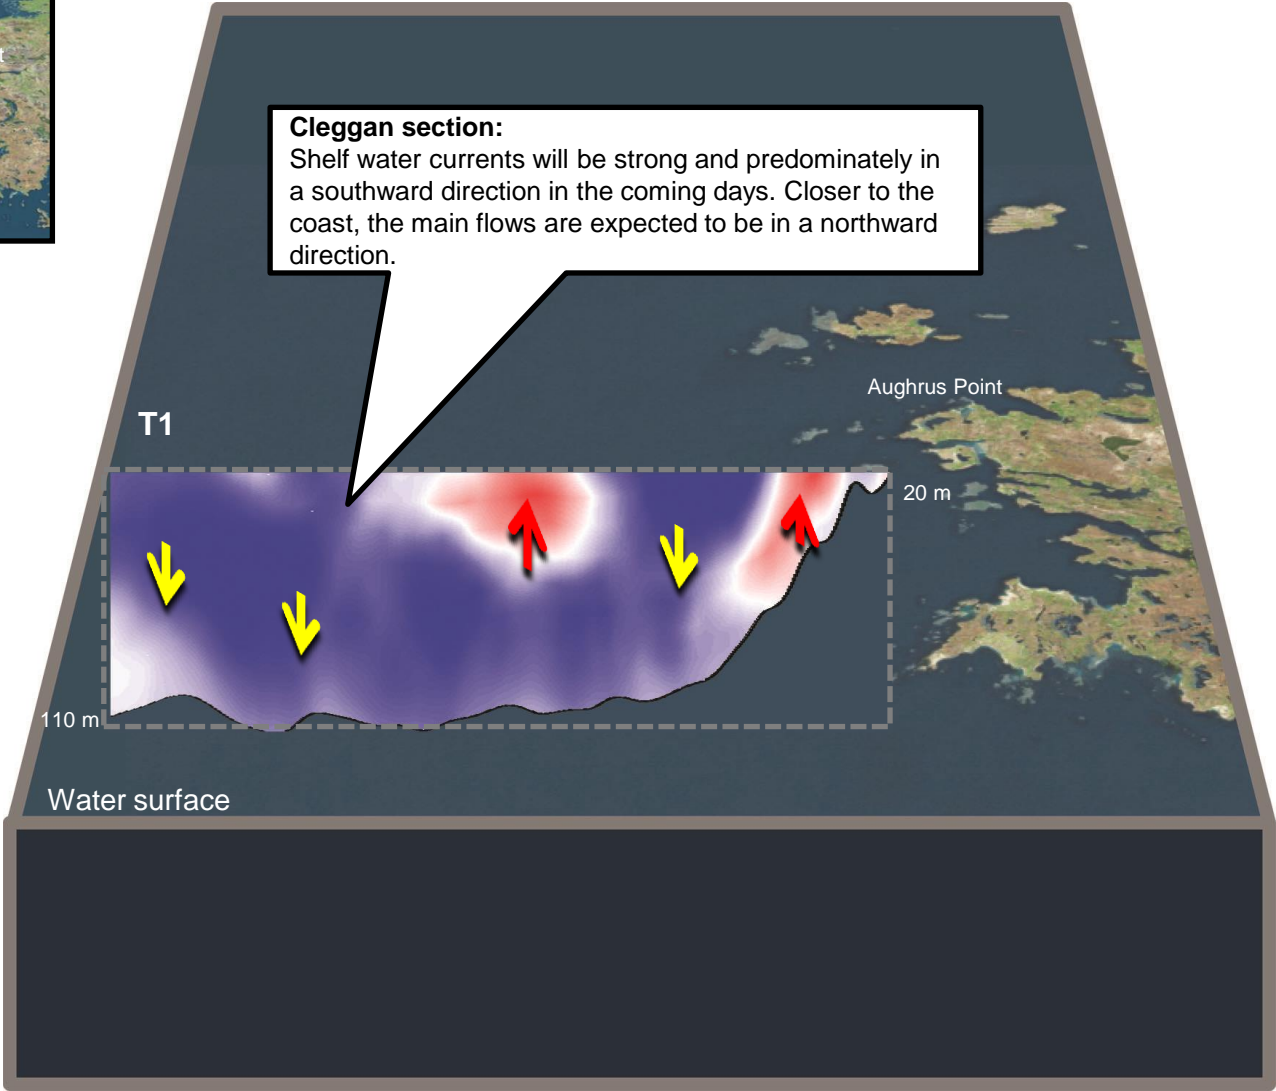 Cleggan section:
Shelf water currents will be strong and predominately in
a southward direction in the coming days. Closer to the
coast, the main flows are expected to be in a northward
direction.
Aughrus Point
T1
20 m
110 m
Water surface